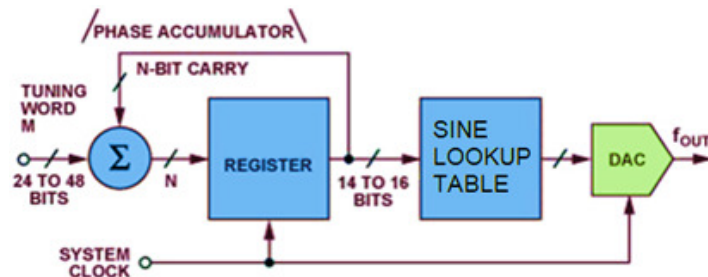 PHASE ACCUMULATOR
N-BIT CARRY
TUNING
WORD
M
Σ
24 TO 48
BITS
N
REGISTER
14 TO 16
BITS
SINE
LOOKUP
TABLE
DAC
fOUT
SYSTEM
CLOCK